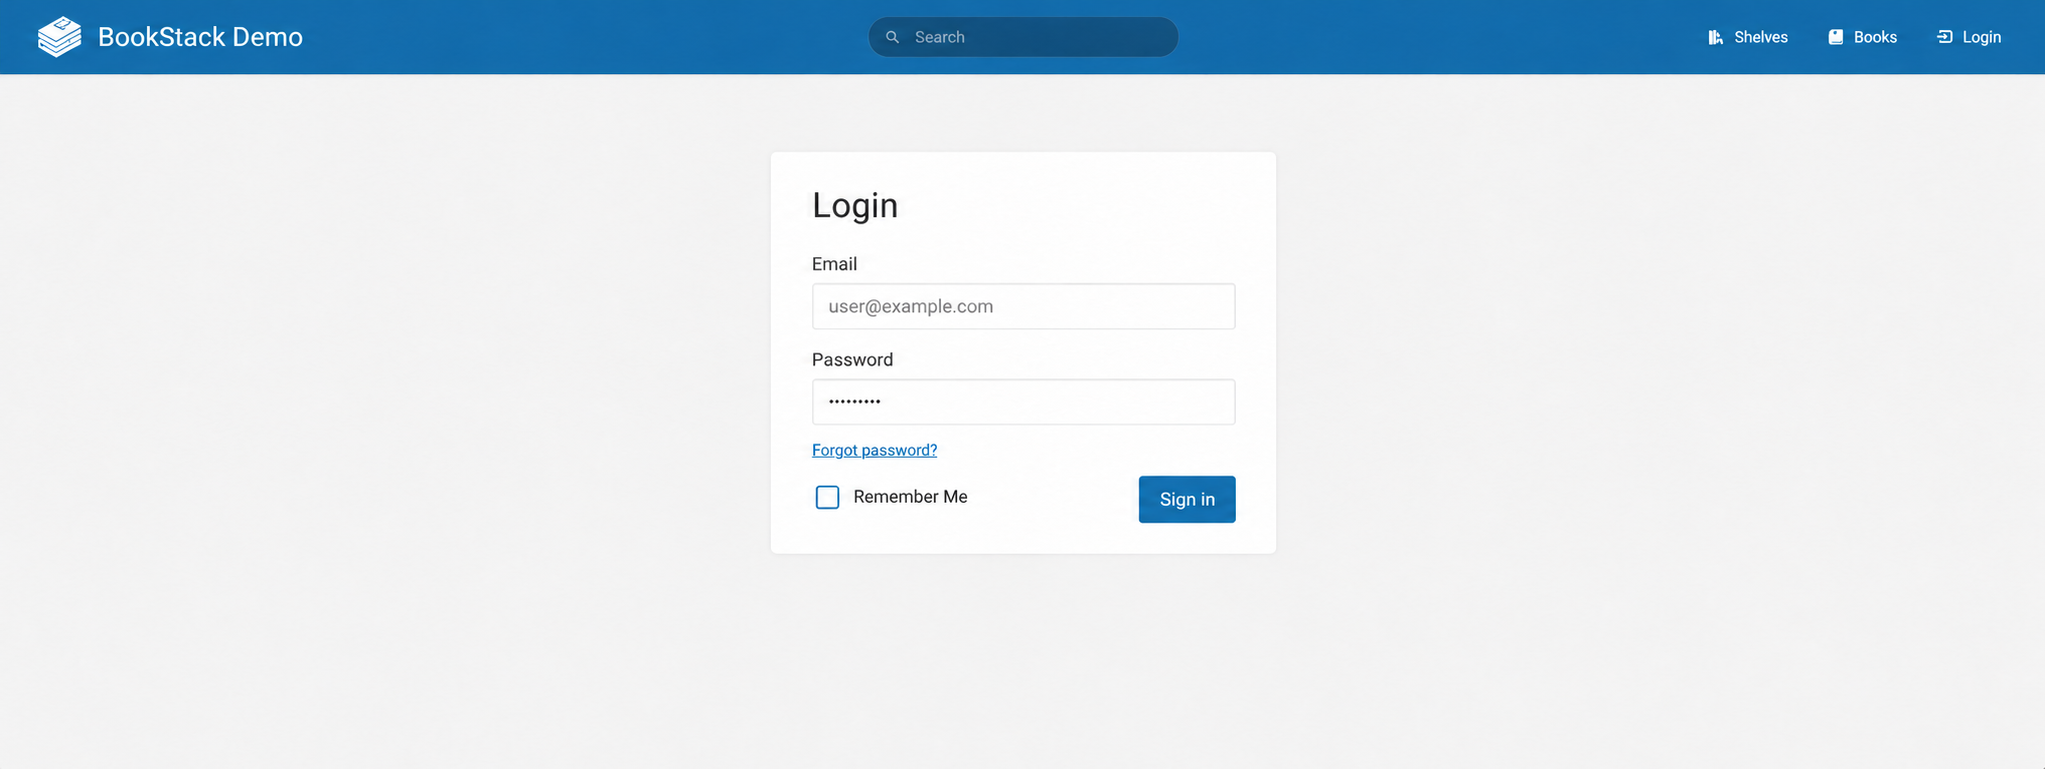 BookStack Demo
Search
Shelves
Books
Login
Login
Email
user@example.com
Password
•••••••••
Forgot password?
Remember Me
Sign in